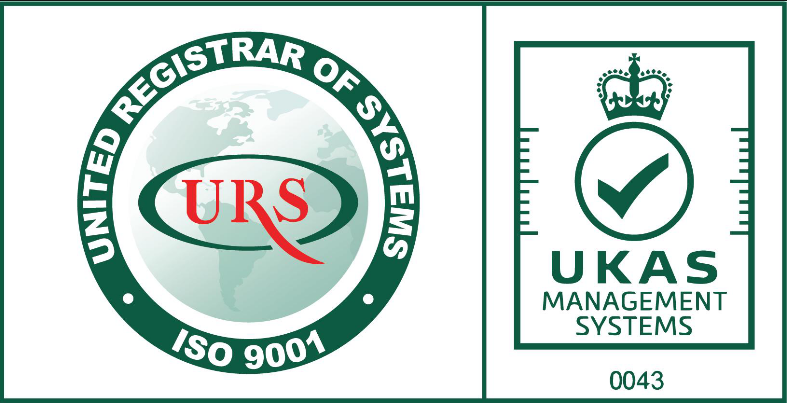 UNITED REGISTRAR OF SYSTEMS
URS
ISO 9001
UKAS
MANAGEMENT
SYSTEMS
0043